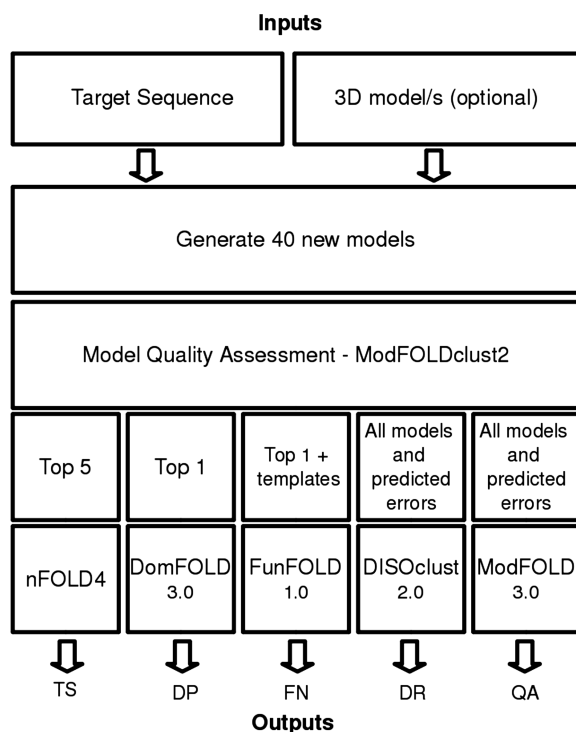 Inputs
Target Sequence
3D model/s (optional)
Generate 40 new models
Model Quality Assessment - ModFOLDclust2
Top 5
Top 1
Top 1 +
templates
All models
and
predicted
errors
All models
and
predicted
errors
nFOLD4
DomFOLD
3.0
FunFOLD
1.0
DISOclust
2.0
ModFOLD
3.0
TS
DP
FN
DR
QA
Outputs